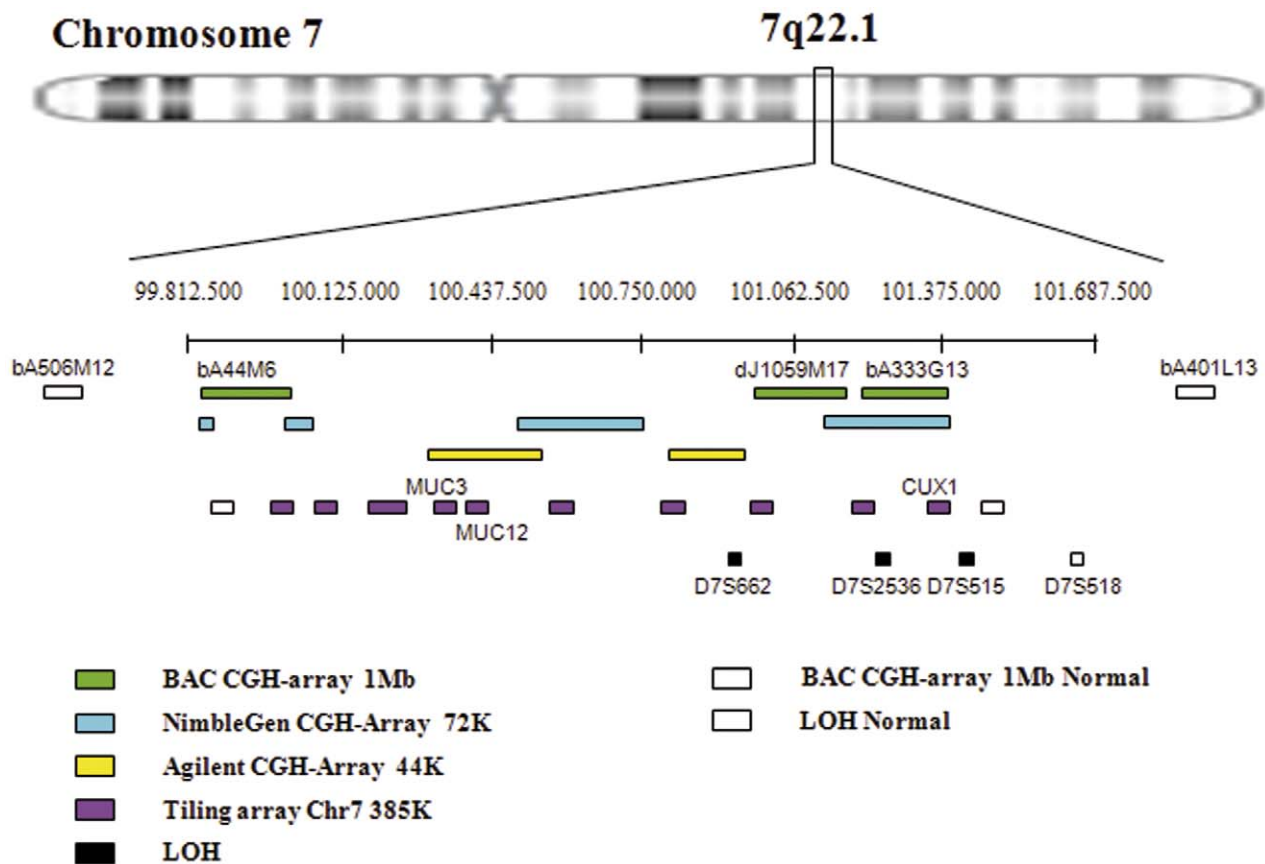 Chromosome 7 7q22.1
99.812.500 100.125.000 100.437.500 100.750.000 101.062.500 101.375.000 101.687.500
bA506M12 bA44M6 dJ1059M17 bA333G13 bA401L13
MUC3 CUX1
MUC12
D7S662 D7S2536 D7S515 D7S518
BAC CGH-array 1Mb BAC CGH-array 1Mb Normal
NimbleGen CGH-Array 72K LOH Normal
Agilent CGH-Array 44K
Tiling array Chr7 385K
LOH